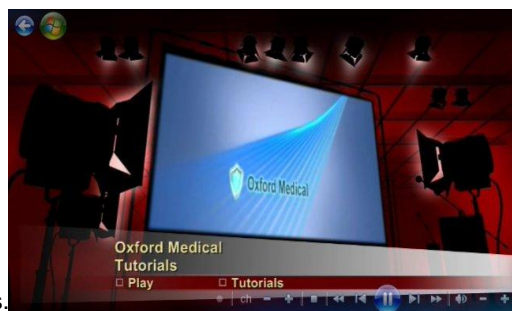 Oxford Medical
Oxford Medical
Tutorials
Play
Tutorials
ch
s.